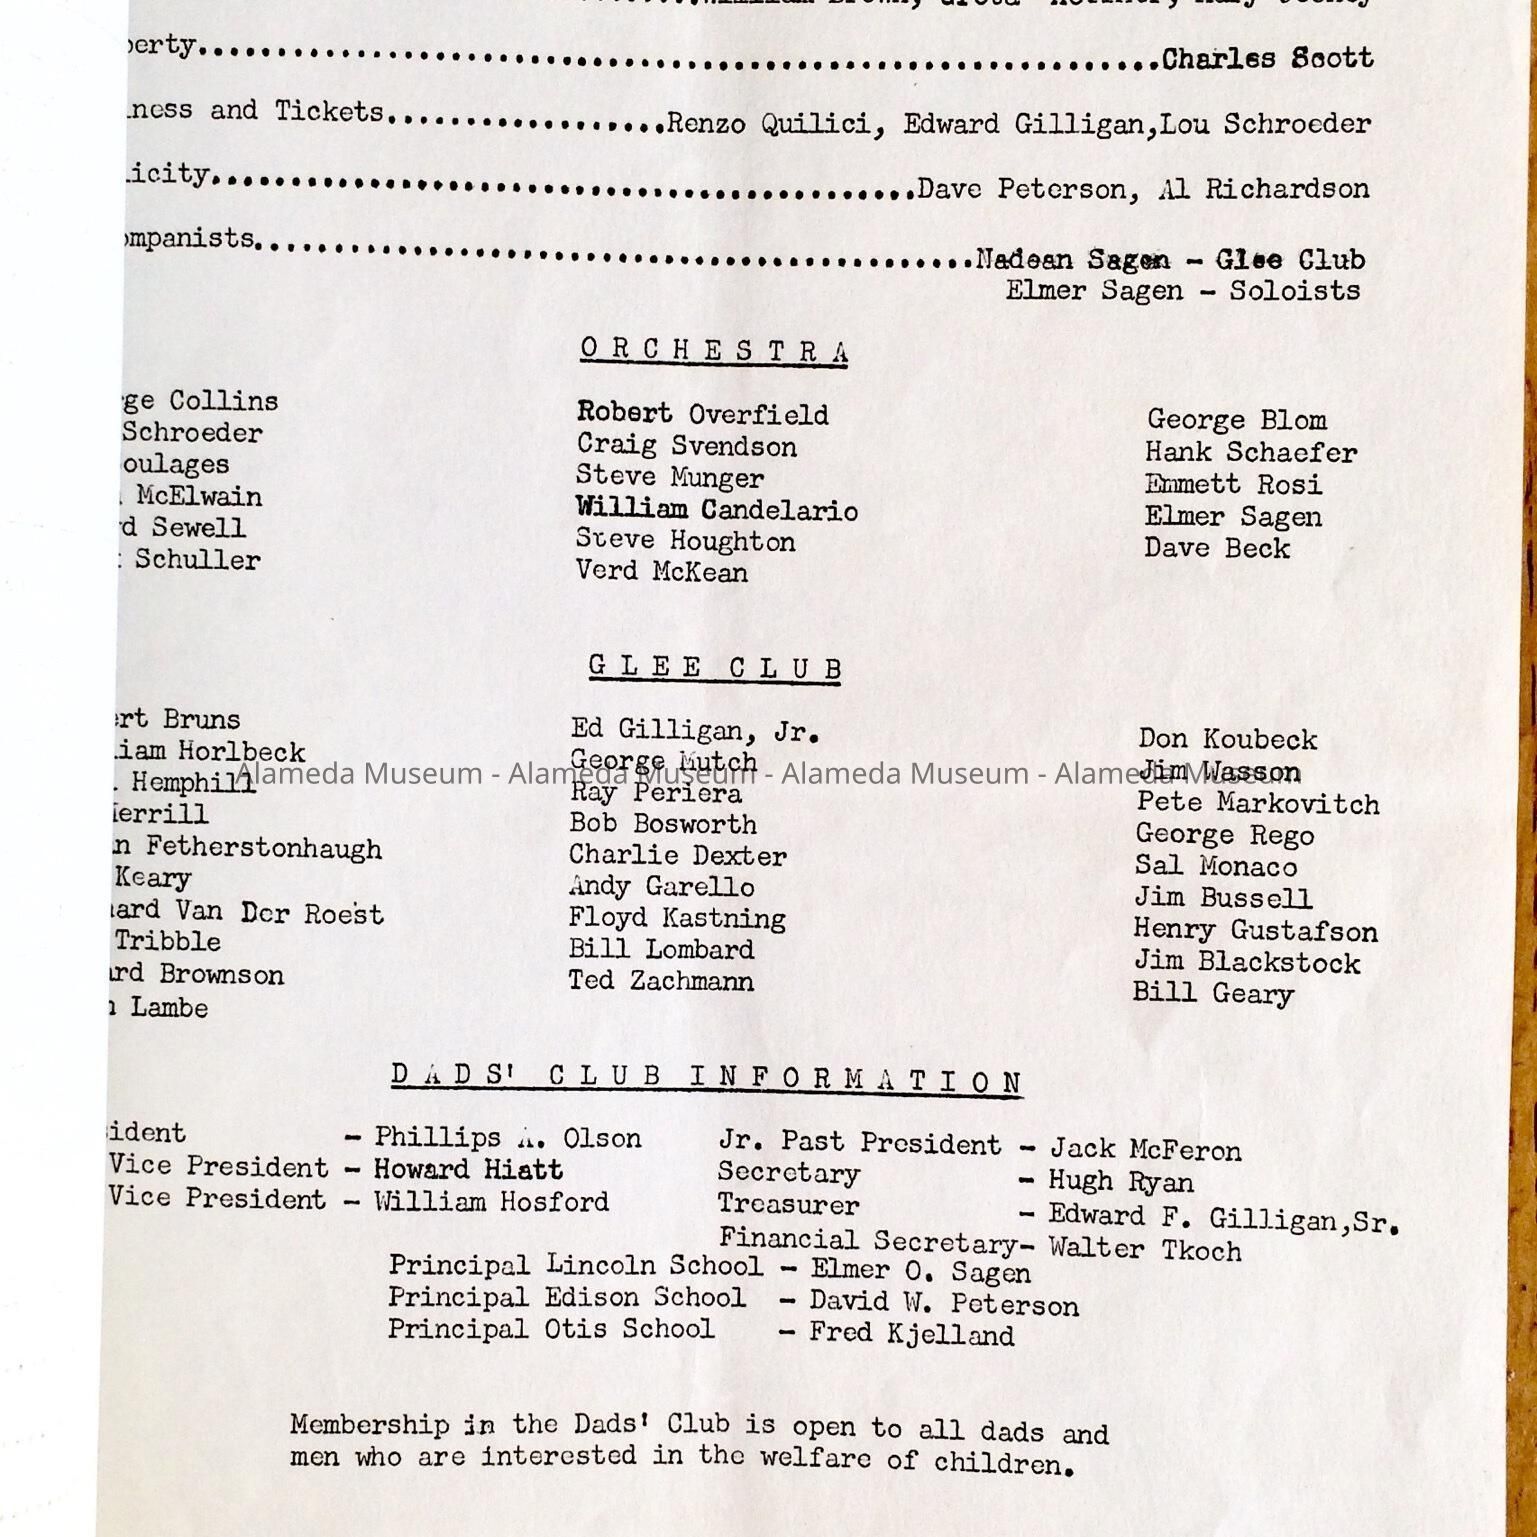 perty....................Charles Scott
iness and Tickets....................Renzo Quilici, Edward Gilligan,Lou Schroeder
licity....................Dave Peterson, Al Richardson
ompanists....................Nadean Sagen - Glee Club
Elmer Sagen - Soloists
ORCHESTRA
rge Collins Robert Overfield George Blom
Schroeder Craig Svendson Hank Schaefer
oulages Steve Munger Emmett Rosi
McElwain William Candelario Elmer Sagen
rd Sewell Steve Houghton Dave Beck
Schuller Verd McKean
GLEE CLUB
ert Bruns Ed Gilligan, Jr. Don Koubeck
liam Horlbeck George Mutch Jim Wasson
Alameda Museum - Alameda Museum - Alameda Museum - Alameda Museum
. Hemphill Ray Periera Pete Markovitch
errill Bob Bosworth George Rego
n Fetherstonhaugh Charlie Dexter Sal Monaco
Keary Andy Garello Jim Bussell
ard Van Der Roest Floyd Kastning Henry Gustafson
Tribble Bill Lombard Jim Blackstock
ard Brownson Ted Zachmann Bill Geary
n Lambe
DADS' CLUB INFORMATION
ident - Phillips A. Olson Jr. Past President - Jack McFeron
Vice President - Howard Hiatt Secretary - Hugh Ryan
Vice President - William Hosford Treasurer - Edward F. Gilligan,Sr.
Financial Secretary- Walter Tkoch
Principal Lincoln School - Elmer O. Sagen
Principal Edison School - David W. Peterson
Principal Otis School - Fred Kjelland
Membership in the Dads' Club is open to all dads and
men who are interested in the welfare of children.